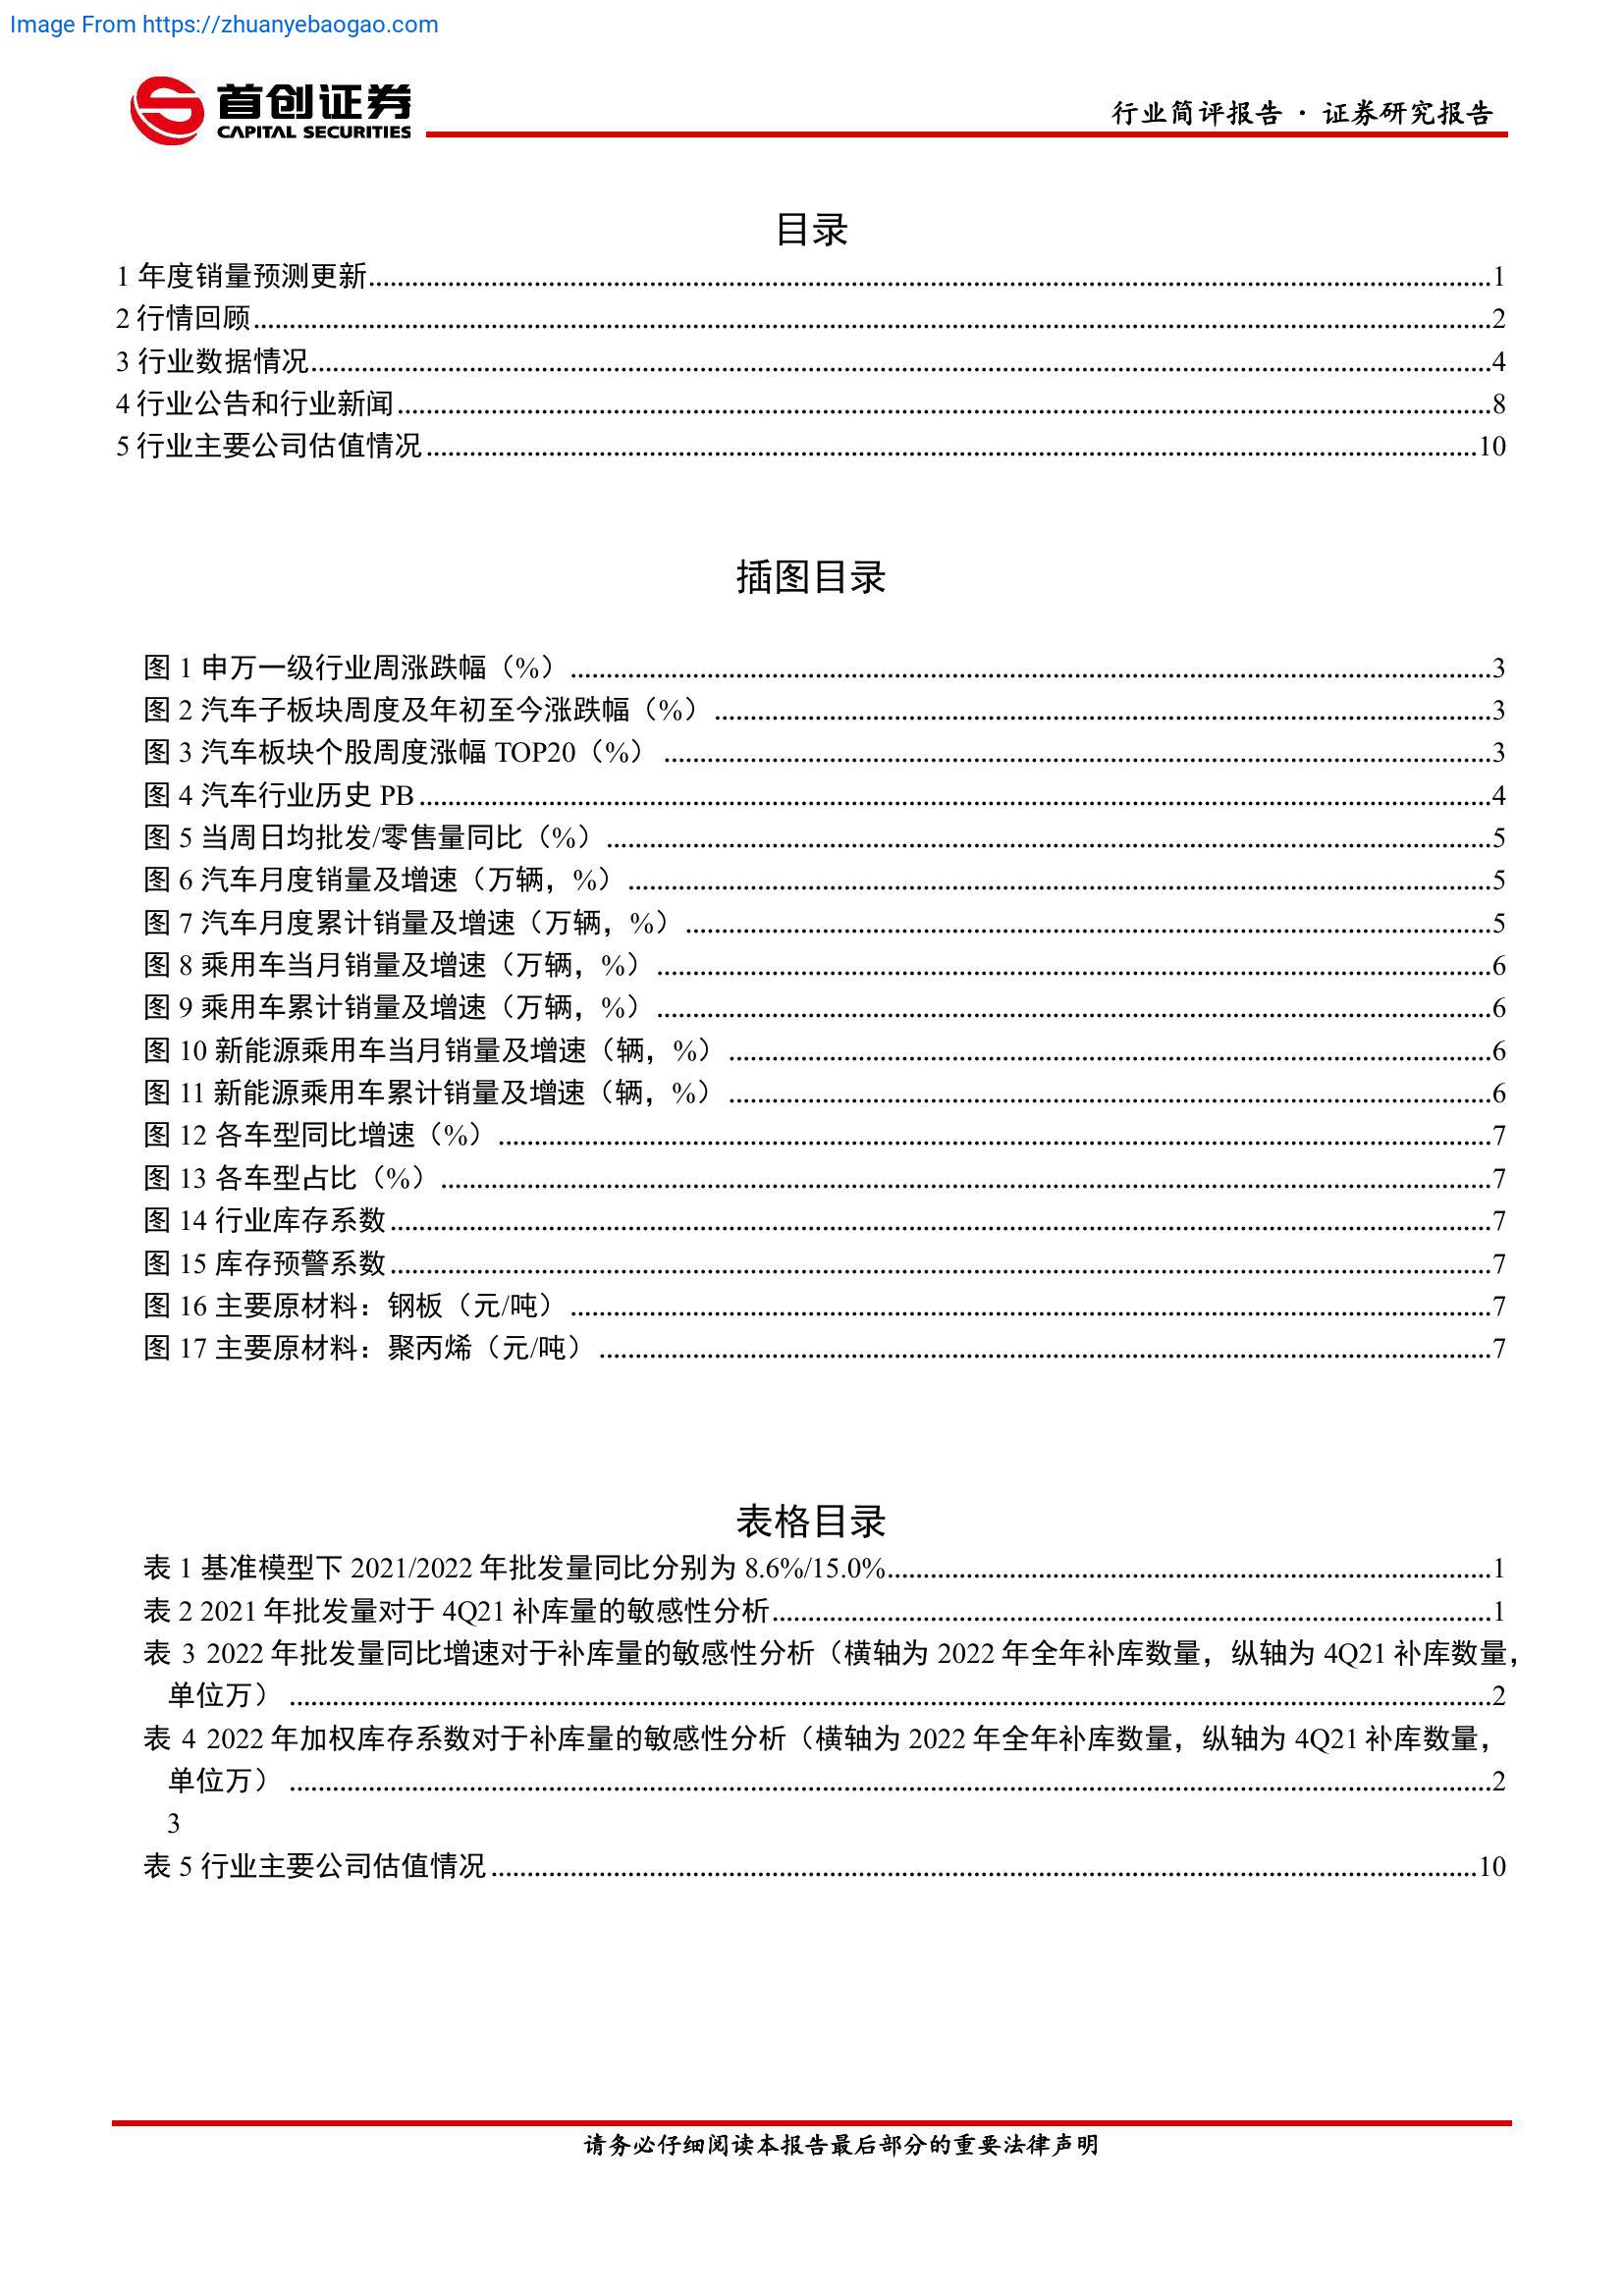 Image From https://zhuanyebaogao.com
首创证券
CAPITAL SECURITIES
行业简评报告 · 证券研究报告
目录
1 年度销量预测更新........1
2 行情回顾........2
3 行业数据情况........4
4 行业公告和行业新闻........8
5 行业主要公司估值情况........10
插图目录
图 1 申万一级行业周涨跌幅（%）........3
图 2 汽车子板块周度及年初至今涨跌幅（%）........3
图 3 汽车板块个股周度涨幅 TOP20（%）........3
图 4 汽车行业历史 PB........4
图 5 当周日均批发/零售量同比（%）........5
图 6 汽车月度销量及增速（万辆，%）........5
图 7 汽车月度累计销量及增速（万辆，%）........5
图 8 乘用车当月销量及增速（万辆，%）........6
图 9 乘用车累计销量及增速（万辆，%）........6
图 10 新能源乘用车当月销量及增速（辆，%）........6
图 11 新能源乘用车累计销量及增速（辆，%）........6
图 12 各车型同比增速（%）........7
图 13 各车型占比（%）........7
图 14 行业库存系数........7
图 15 库存预警系数........7
图 16 主要原材料：钢板（元/吨）........7
图 17 主要原材料：聚丙烯（元/吨）........7
表格目录
表 1 基准模型下 2021/2022 年批发量同比分别为 8.6%/15.0%........1
表 2 2021 年批发量对于 4Q21 补库量的敏感性分析........1
表 3 2022 年批发量同比增速对于补库量的敏感性分析（横轴为 2022 年全年补库数量，纵轴为 4Q21 补库数量，
单位万）........2
表 4 2022 年加权库存系数对于补库量的敏感性分析（横轴为 2022 年全年补库数量，纵轴为 4Q21 补库数量，
单位万）........2
3
表 5 行业主要公司估值情况........10
请务必仔细阅读本报告最后部分的重要法律声明